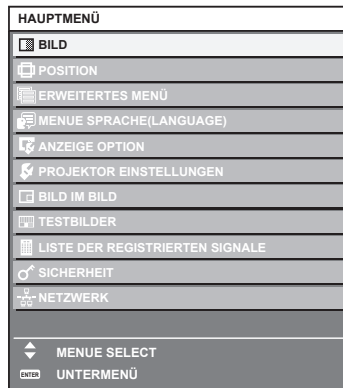 HAUPTMENÜ
BILD
POSITION
ERWEITERTES MENÜ
MENUE SPRACHE(LANGUAGE)
ANZEIGE OPTION
PROJEKTOR EINSTELLUNGEN
BILD IM BILD
TESTBILDER
LISTE DER REGISTRIERTEN SIGNALE
SICHERHEIT
NETZWERK
MENUE SELECT
ENTER UNTERMENÜ